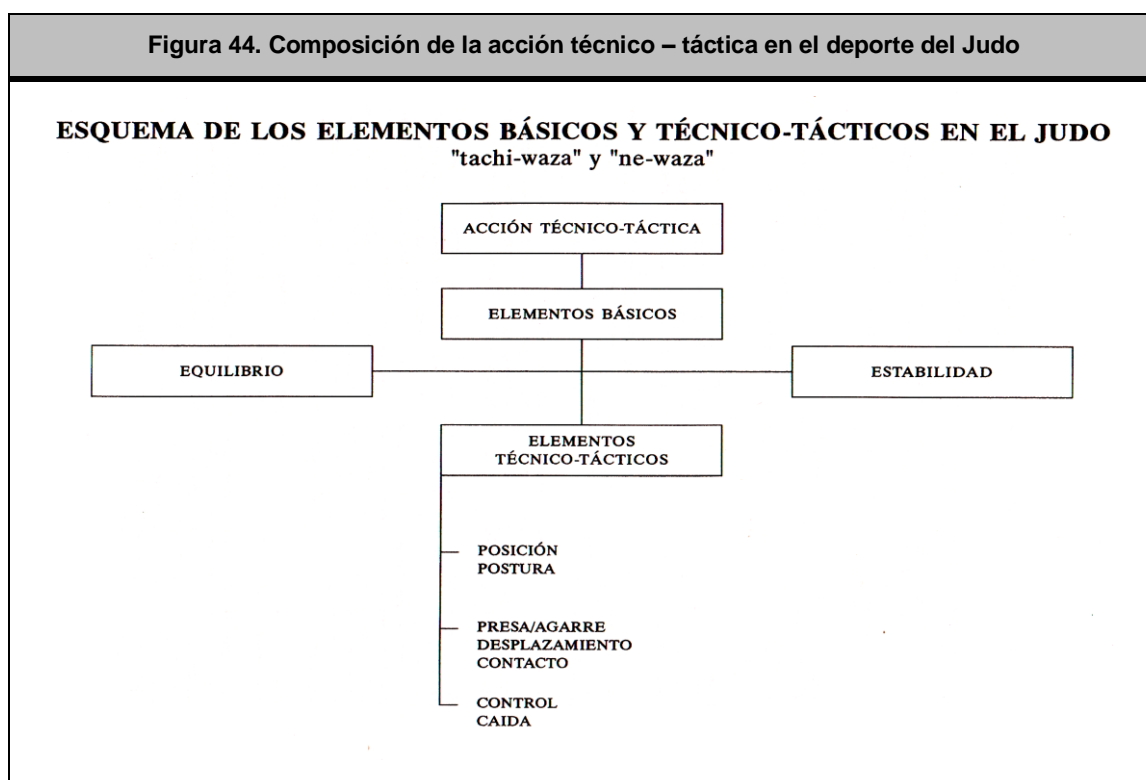 Figura 44. Composición de la acción técnico – táctica en el deporte del Judo
ESQUEMA DE LOS ELEMENTOS BÁSICOS Y TÉCNICO-TÁCTICOS EN EL JUDO
"tachi-waza" y "ne-waza"
ACCIÓN TÉCNICO-TÁCTICA
ELEMENTOS BÁSICOS
EQUILIBRIO
ESTABILIDAD
ELEMENTOS
TÉCNICO-TÁCTICOS
POSICIÓN
POSTURA
PRESA/AGARRE
DESPLAZAMIENTO
CONTACTO
CONTROL
CAIDA